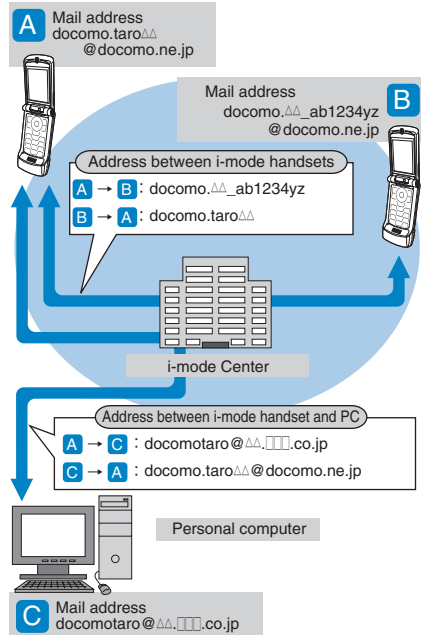 A Mail address
docomo.taro△△
@docomo.ne.jp
Mail address B
docomo.△△_ab1234yz
@docomo.ne.jp
Address between i-mode handsets
A → B : docomo.△△_ab1234yz
B → A : docomo.taro△△
i-mode Center
Address between i-mode handset and PC
A → C : docomotaro@△△.□□□.co.jp
C → A : docomo.taro△△@docomo.ne.jp
Personal computer
C Mail address
docomotaro@△△.□□□.co.jp